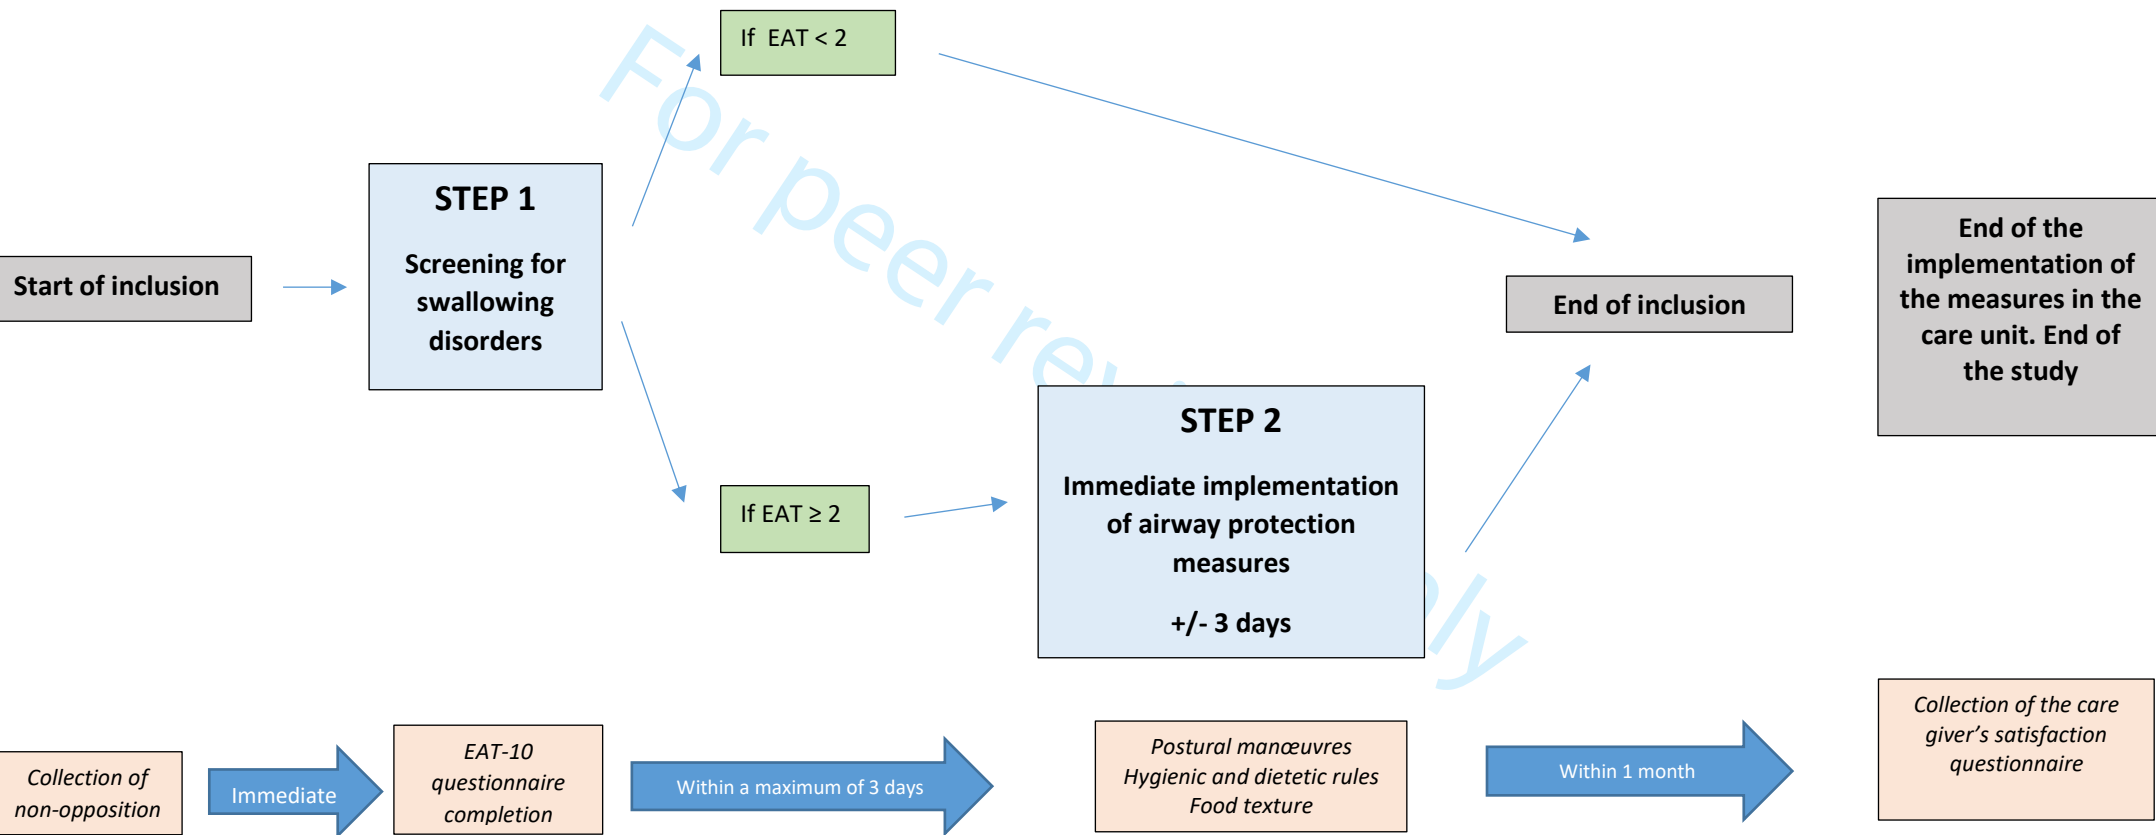 If EAT < 2
STEP 1
Screening for
swallowing
disorders
Start of inclusion
If EAT ≥ 2
STEP 2
Immediate implementation
of airway protection
measures
+/- 3 days
End of inclusion
End of the
implementation of
the measures in the
care unit. End of
the study
For peer review only
Collection of
non-opposition
Immediate
EAT-10
questionnaire
completion
Within a maximum of 3 days
Postural manœuvres
Hygienic and dietetic rules
Food texture
Within 1 month
Collection of the care
giver’s satisfaction
questionnaire